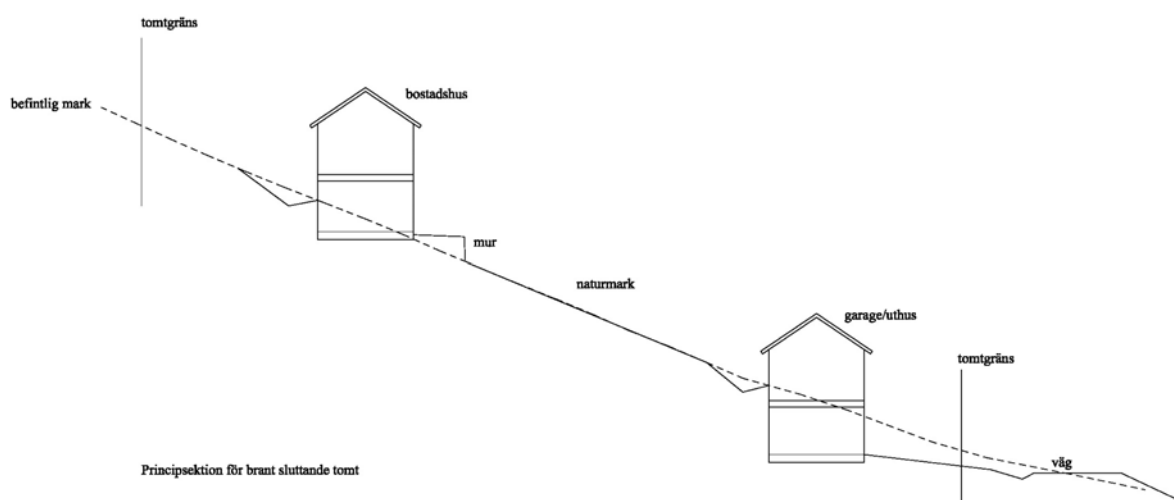 tomtgräns
befintlig mark
bostadshus
mur
naturmark
garage/uthus
tomtgräns
väg
Principsektion för brant sluttande tomt